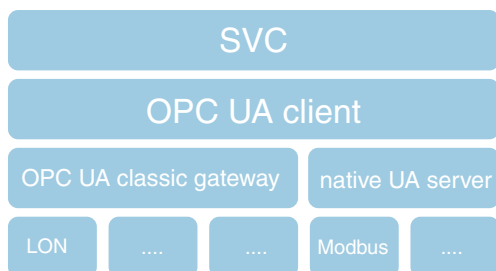 SVC
OPC UA client
OPC UA classic gateway
native UA server
LON
....
....
Modbus
....